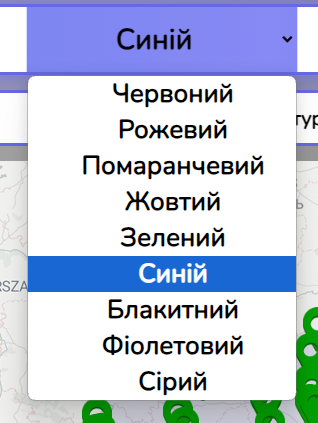 Синій
Червоний
Рожевий
Помаранчевий
Жовтий
Зелений
Синій
Блакитний
Фіолетовий
Сірий